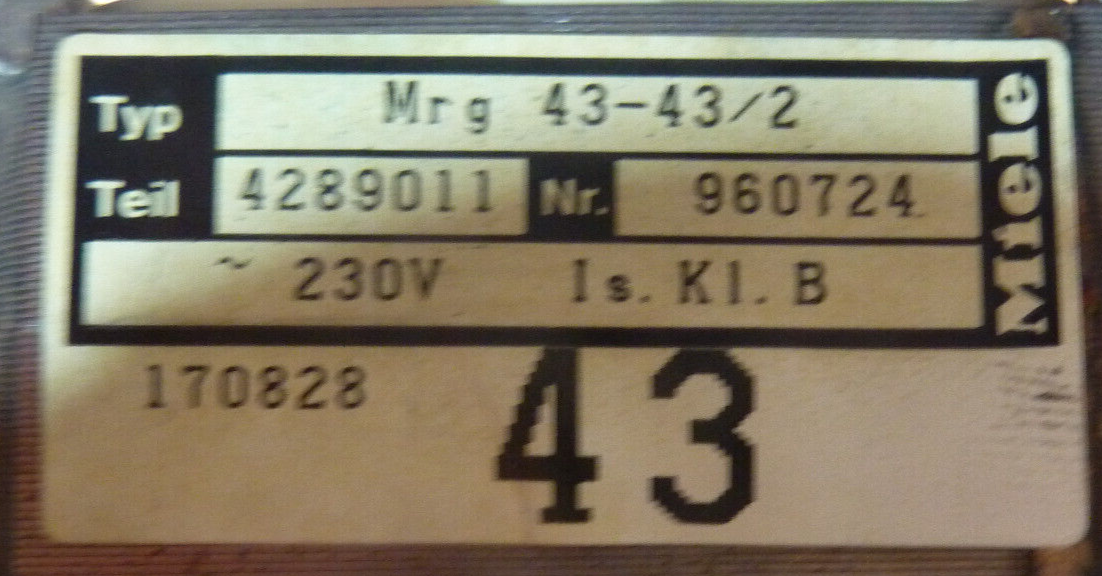 Typ Mrg 43-43/2
Teil 4289011 Nr. 960724
~ 230V Is. Kl. B
Miele
170828 43